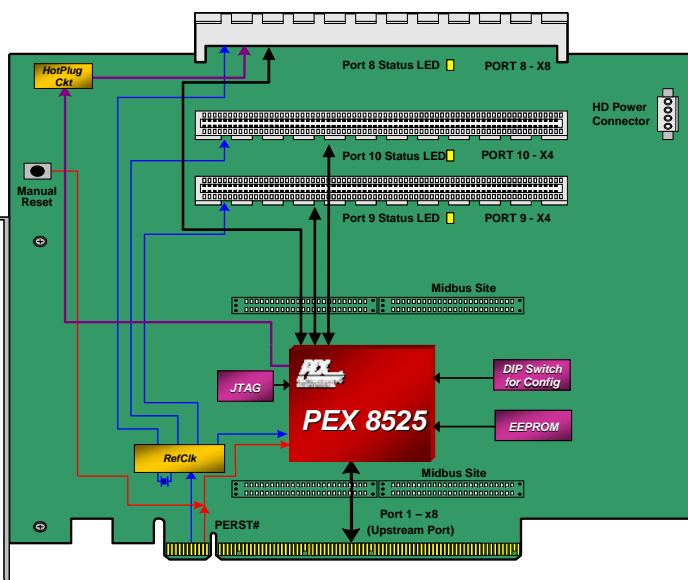 HotPlug
Ckt
Port 8 Status LED
PORT 8 - X8
HD Power
Connector
Port 10 Status LED
PORT 10 - X4
Manual
Reset
Port 9 Status LED
PORT 9 - X4
Midbus Site
JTAG
PLX
PEX 8525
DIP Switch
for Config
EEPROM
RefClk
Midbus Site
PERST#
Port 1 – x8
(Upstream Port)